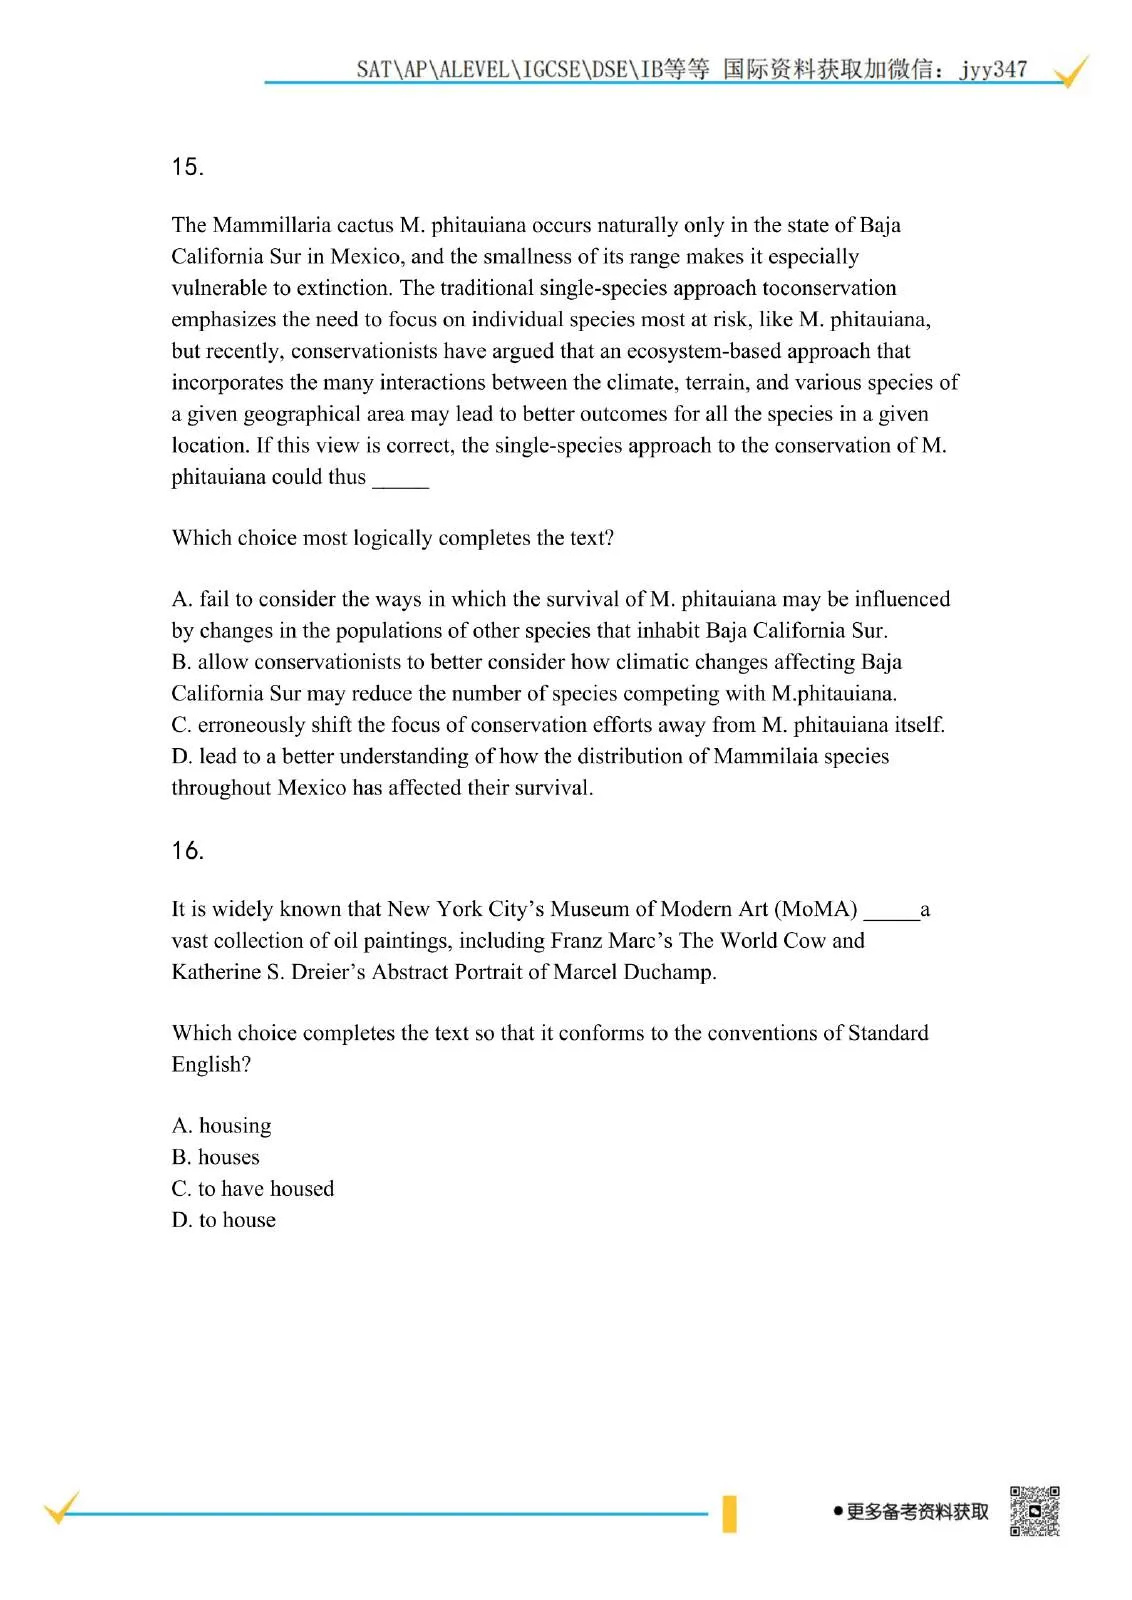 SAT\AP\ALEVEL\IGCSE\DSE\IB等等 国际资料获取加微信：jyy347
15.
The Mammillaria cactus M. phitauiana occurs naturally only in the state of Baja
California Sur in Mexico, and the smallness of its range makes it especially
vulnerable to extinction. The traditional single-species approach toconservation
emphasizes the need to focus on individual species most at risk, like M. phitauiana,
but recently, conservationists have argued that an ecosystem-based approach that
incorporates the many interactions between the climate, terrain, and various species of
a given geographical area may lead to better outcomes for all the species in a given
location. If this view is correct, the single-species approach to the conservation of M.
phitauiana could thus _____
Which choice most logically completes the text?
A. fail to consider the ways in which the survival of M. phitauiana may be influenced
by changes in the populations of other species that inhabit Baja California Sur.
B. allow conservationists to better consider how climatic changes affecting Baja
California Sur may reduce the number of species competing with M.phitauiana.
C. erroneously shift the focus of conservation efforts away from M. phitauiana itself.
D. lead to a better understanding of how the distribution of Mammilaia species
throughout Mexico has affected their survival.
16.
It is widely known that New York City’s Museum of Modern Art (MoMA) _____a
vast collection of oil paintings, including Franz Marc’s The World Cow and
Katherine S. Dreier’s Abstract Portrait of Marcel Duchamp.
Which choice completes the text so that it conforms to the conventions of Standard
English?
A. housing
B. houses
C. to have housed
D. to house
●更多备考资料获取